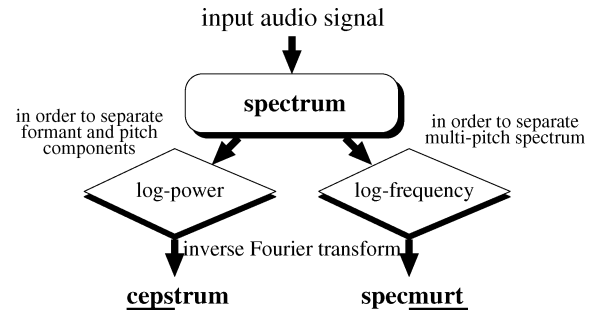 input audio signal
spectrum
in order to separate
formant and pitch
components
in order to separate
multi-pitch spectrum
log-power
log-frequency
inverse Fourier transform
cepstrum
specmurt